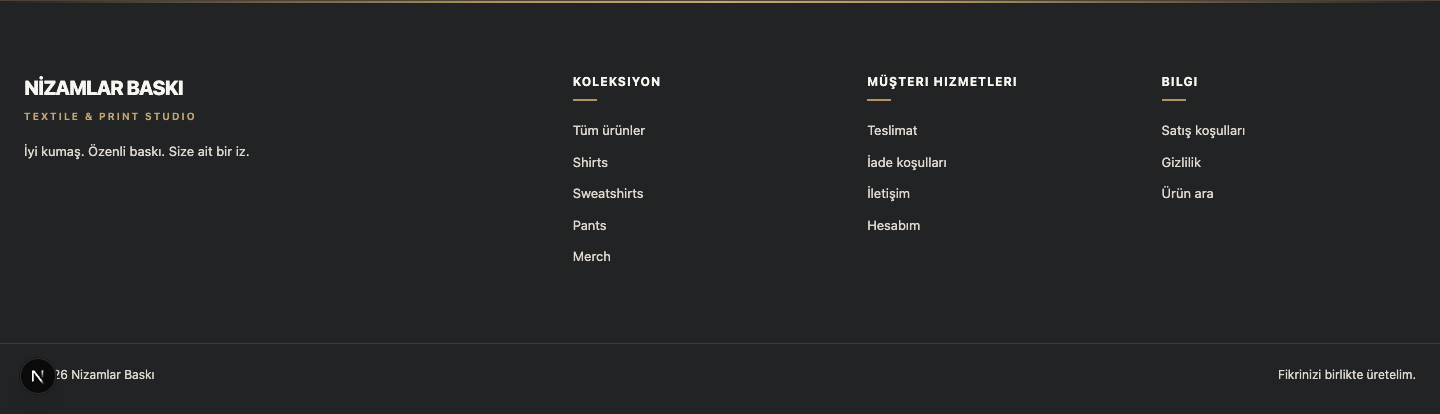 NİZAMLAR BASKI
TEXTILE & PRINT STUDIO
İyi kumaş. Özenli baskı. Size ait bir iz.
KOLEKSIYON
Tüm ürünler
Shirts
Sweatshirts
Pants
Merch
MÜŞTERI HIZMETLERI
Teslimat
İade koşulları
İletişim
Hesabım
BILGI
Satış koşulları
Gizlilik
Ürün ara
N
26 Nizamlar Baskı
Fikrinizi birlikte üretelim.